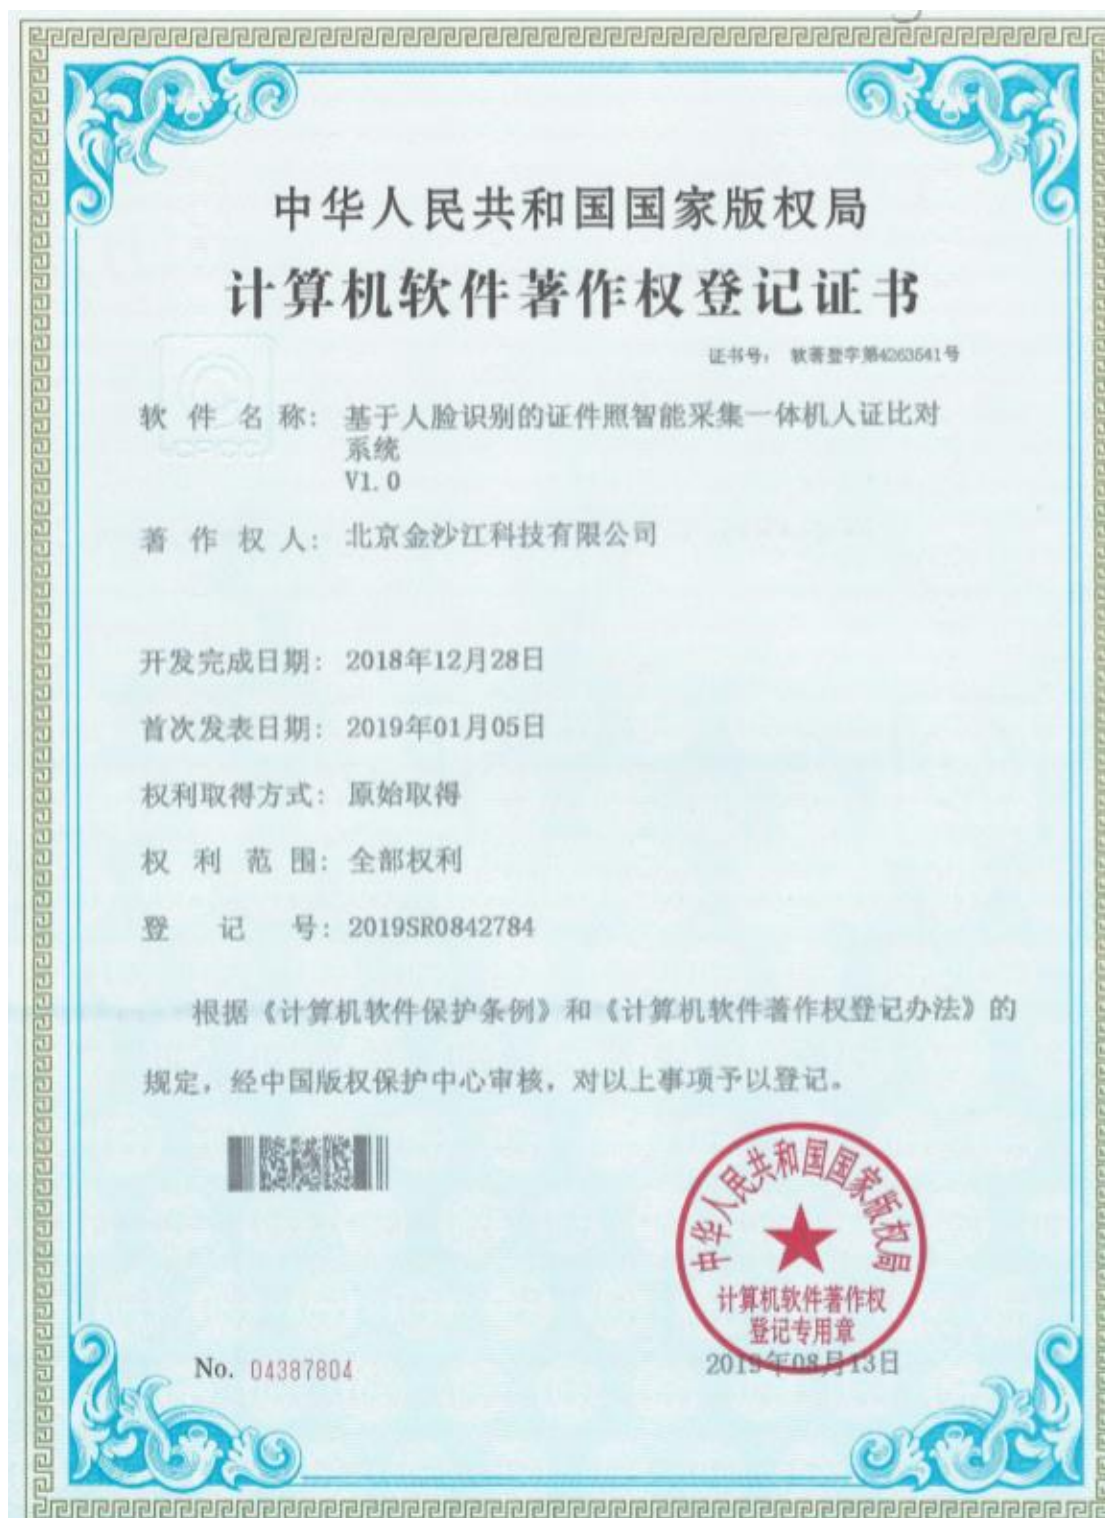 中华人民共和国国家版权局
计算机软件著作权登记证书
证书号： 软著登字第4263541号
软件名称： 基于人脸识别的证件照智能采集一体机人证比对
系统
V1.0
著作权人： 北京金沙江科技有限公司
开发完成日期： 2018年12月28日
首次发表日期： 2019年01月05日
权利取得方式： 原始取得
权利范围： 全部权利
登记号： 2019SR0842784
根据《计算机软件保护条例》和《计算机软件著作权登记办法》的
规定，经中国版权保护中心审核，对以上事项予以登记。
中华人民共和国国家版权局
计算机软件著作权
登记专用章
No. 04387804
2019年08月13日